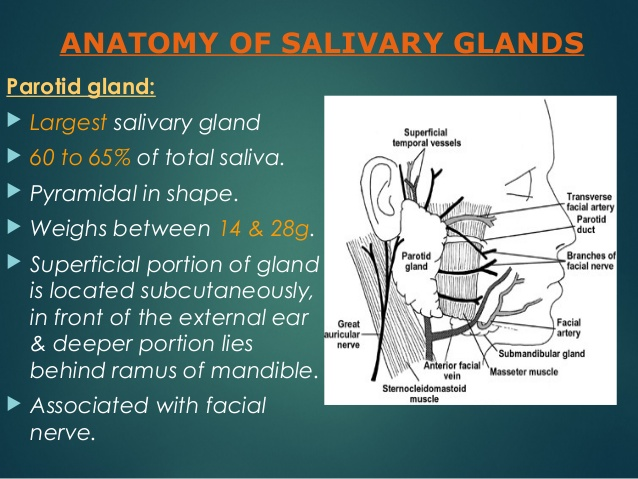 ANATOMY OF SALIVARY GLANDS
Parotid gland:
Largest salivary gland
60 to 65% of total saliva.
Pyramidal in shape.
Weighs between 14 & 28g.
Superficial portion of gland
is located subcutaneously,
in front of the external ear
& deeper portion lies
behind ramus of mandible.
Associated with facial
nerve.
Superficial
temporal vessels
Transverse
facial artery
Parotid
duct
Parotid
gland
Branches of
facial nerve
Great
auricular
nerve
Facial
artery
Submandibular gland
Anterior facial
vein
Masseter muscle
Sternocleidomastoid
muscle